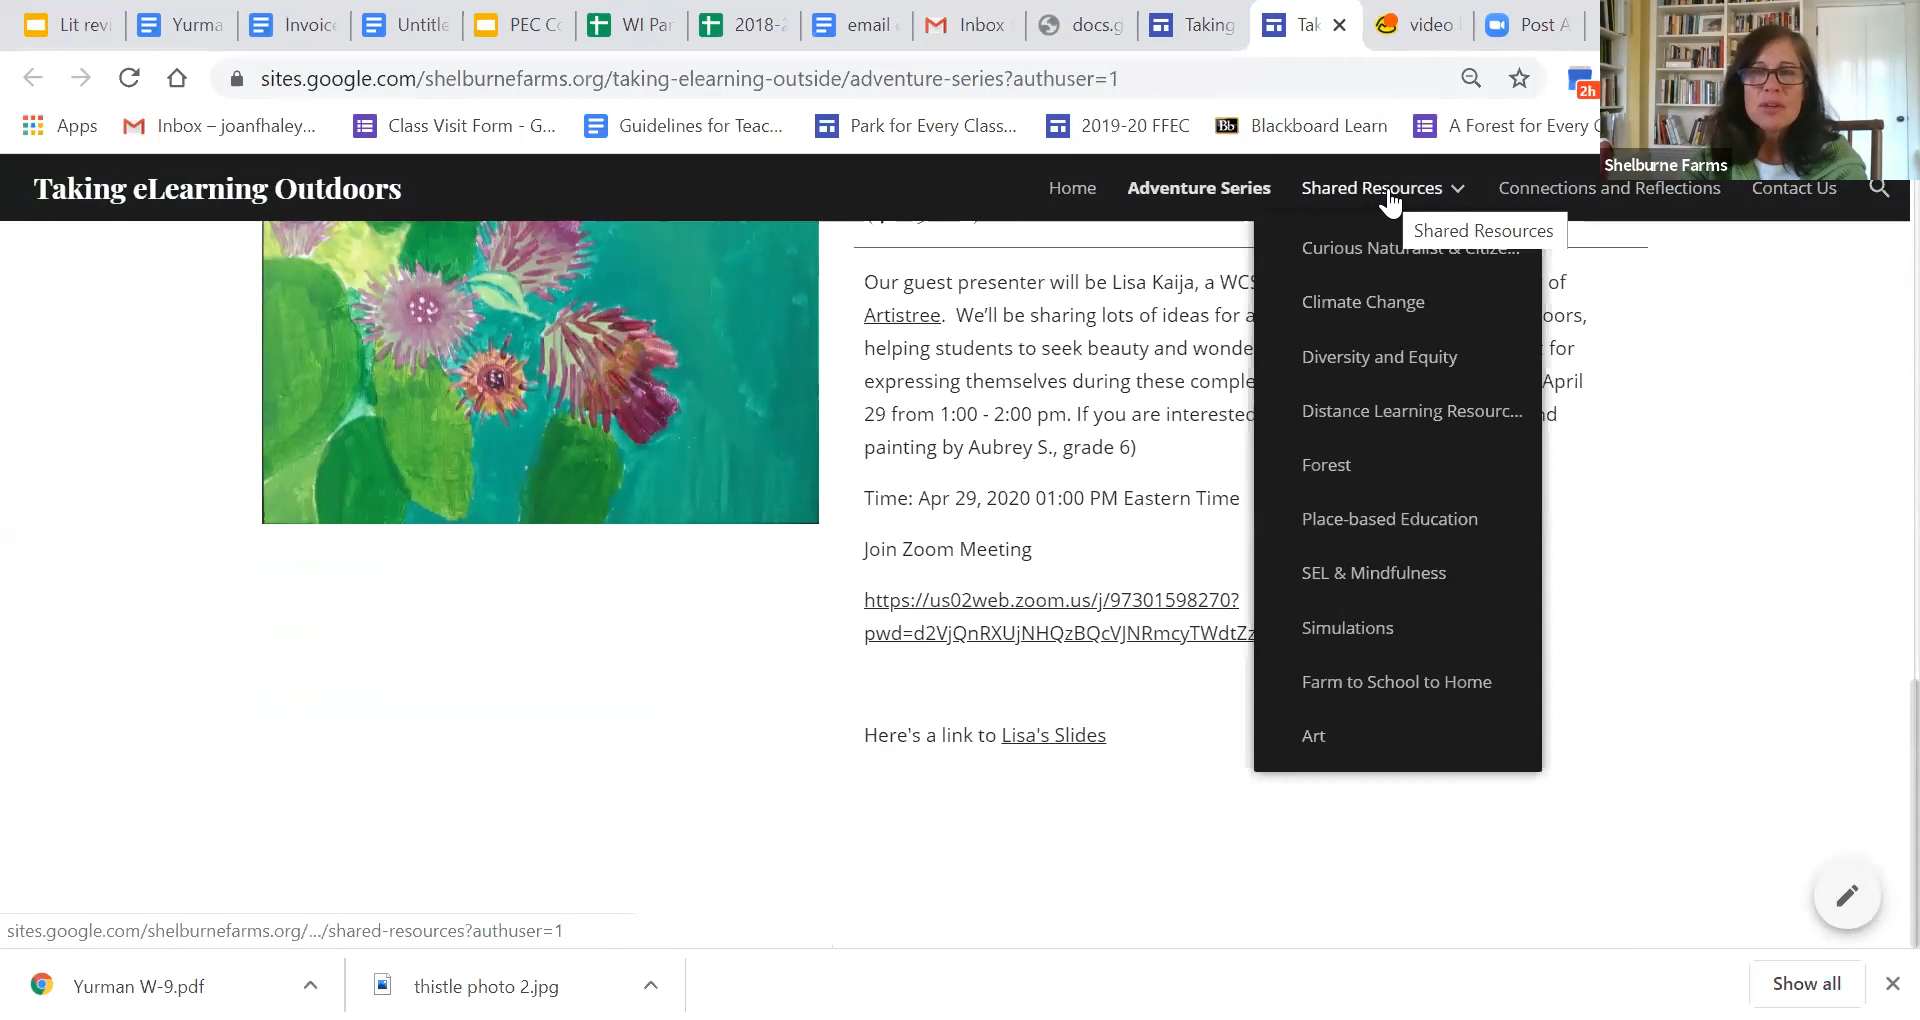 Lit rev
Yurma
Invoice
Untitle
PEC Co
WI Par
2018-2
email
Inbox
docs.g
Taking
Tak
video
Post A
sites.google.com/shelburnefarms.org/taking-elearning-outside/adventure-series?authuser=1
2h
Apps
Inbox – joanfhaley...
Class Visit Form - G...
Guidelines for Teac...
Park for Every Class...
2019-20 FFEC
Bb
Blackboard Learn
A Forest for Every C
Shelburne Farms
Taking eLearning Outdoors
Home
Adventure Series
Shared Resources
Connections and Reflections
Contact Us
Shared Resources
Curious Naturalist & Citize...
Climate Change
Diversity and Equity
Distance Learning Resourc...
Forest
Place-based Education
SEL & Mindfulness
Simulations
Farm to School to Home
Art
Our guest presenter will be Lisa Kaija, a WCS of
Artistree. We'll be sharing lots of ideas for a oors,
helping students to seek beauty and wonde for
expressing themselves during these comple April
29 from 1:00 - 2:00 pm. If you are interested nd
painting by Aubrey S., grade 6)
Time: Apr 29, 2020 01:00 PM Eastern Time
Join Zoom Meeting
https://us02web.zoom.us/j/97301598270?
pwd=d2VjQnRXUjNHQzBQcVJNRmcyTWdtZz
Here's a link to Lisa's Slides
sites.google.com/shelburnefarms.org/.../shared-resources?authuser=1
Yurman W-9.pdf
thistle photo 2.jpg
Show all